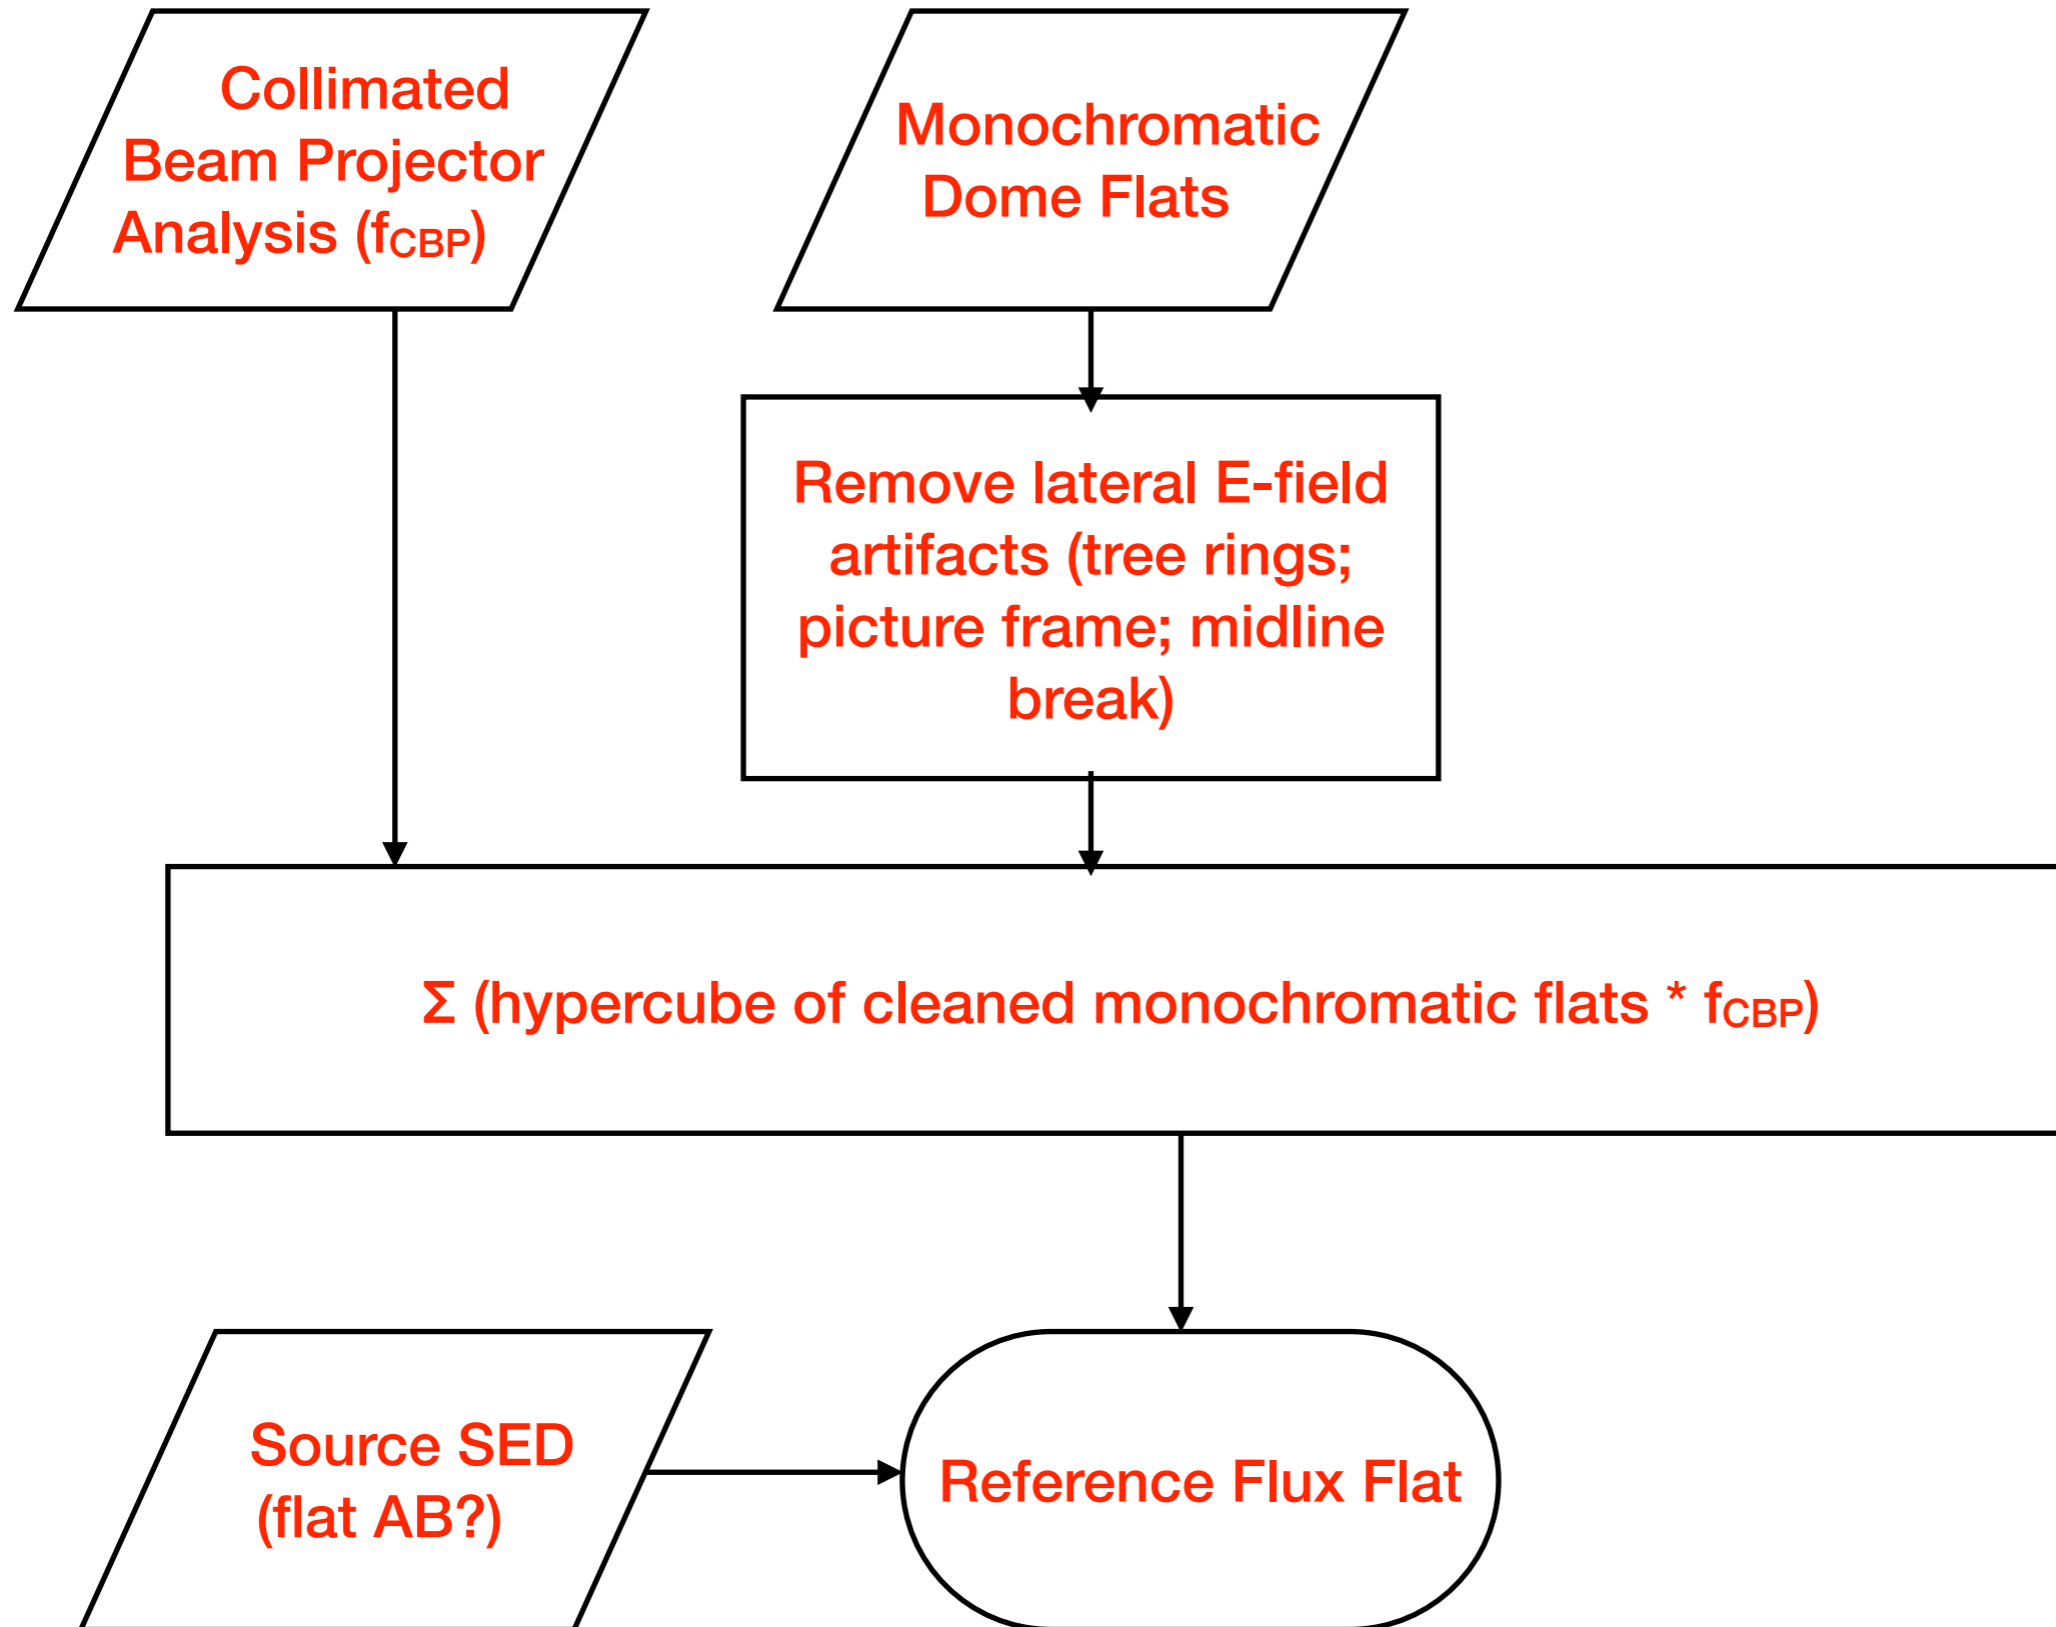 Collimated
Beam Projector
Analysis (fCBP)
Monochromatic
Dome Flats
Remove lateral E-field
artifacts (tree rings;
picture frame; midline
break)
Σ (hypercube of cleaned monochromatic flats * fCBP)
Source SED
(flat AB?)
Reference Flux Flat